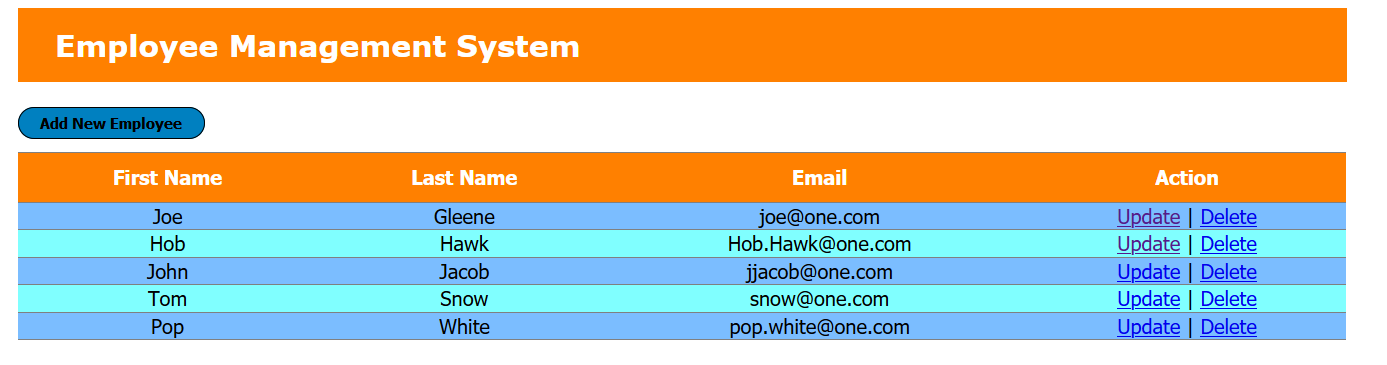 Employee Management System
Add New Employee
First Name Last Name Email Action
Joe Gleene joe@one.com Update | Delete
Hob Hawk Hob.Hawk@one.com Update | Delete
John Jacob jjacob@one.com Update | Delete
Tom Snow snow@one.com Update | Delete
Pop White pop.white@one.com Update | Delete